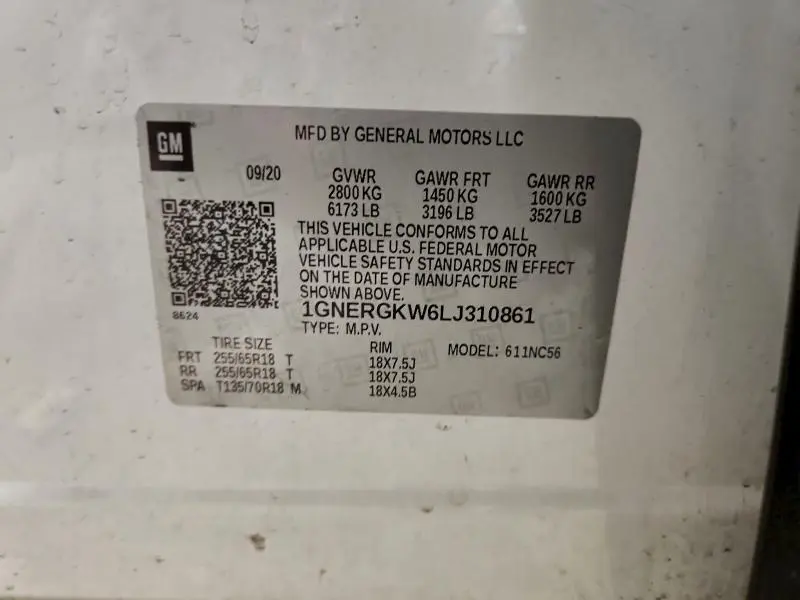 GM
MFD BY GENERAL MOTORS LLC
09/20 GVWR GAWR FRT GAWR RR
2800 KG 1450 KG 1600 KG
6173 LB 3196 LB 3527 LB
THIS VEHICLE CONFORMS TO ALL
APPLICABLE U.S. FEDERAL MOTOR
VEHICLE SAFETY STANDARDS IN EFFECT
ON THE DATE OF MANUFACTURE
SHOWN ABOVE.
8624
1GNERGKW6LJ310861
TYPE: M.P.V.
TIRE SIZE RIM MODEL: 611NC56
FRT 255/65R18 T 18X7.5J
RR 255/65R18 T 18X7.5J
SPA T135/70R18 M 18X4.5B